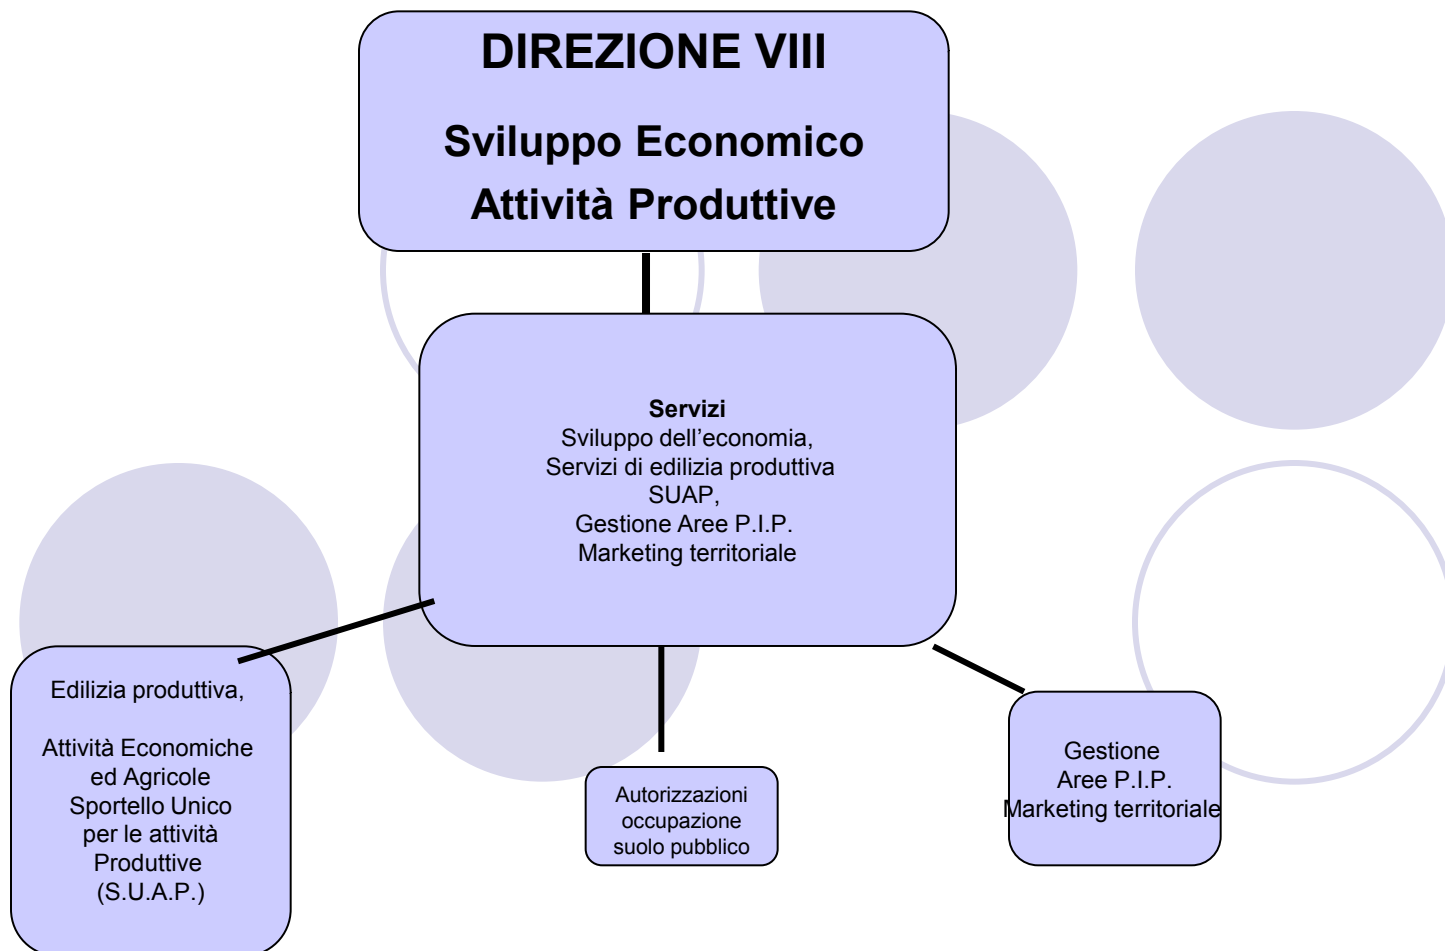 DIREZIONE VIII
Sviluppo Economico
Attività Produttive
Servizi
Sviluppo dell’economia,
Servizi di edilizia produttiva
SUAP,
Gestione Aree P.I.P.
Marketing territoriale
Edilizia produttiva,
Attività Economiche
ed Agricole
Sportello Unico
per le attività
Produttive
(S.U.A.P.)
Autorizzazioni
occupazione
suolo pubblico
Gestione
Aree P.I.P.
Marketing territoriale